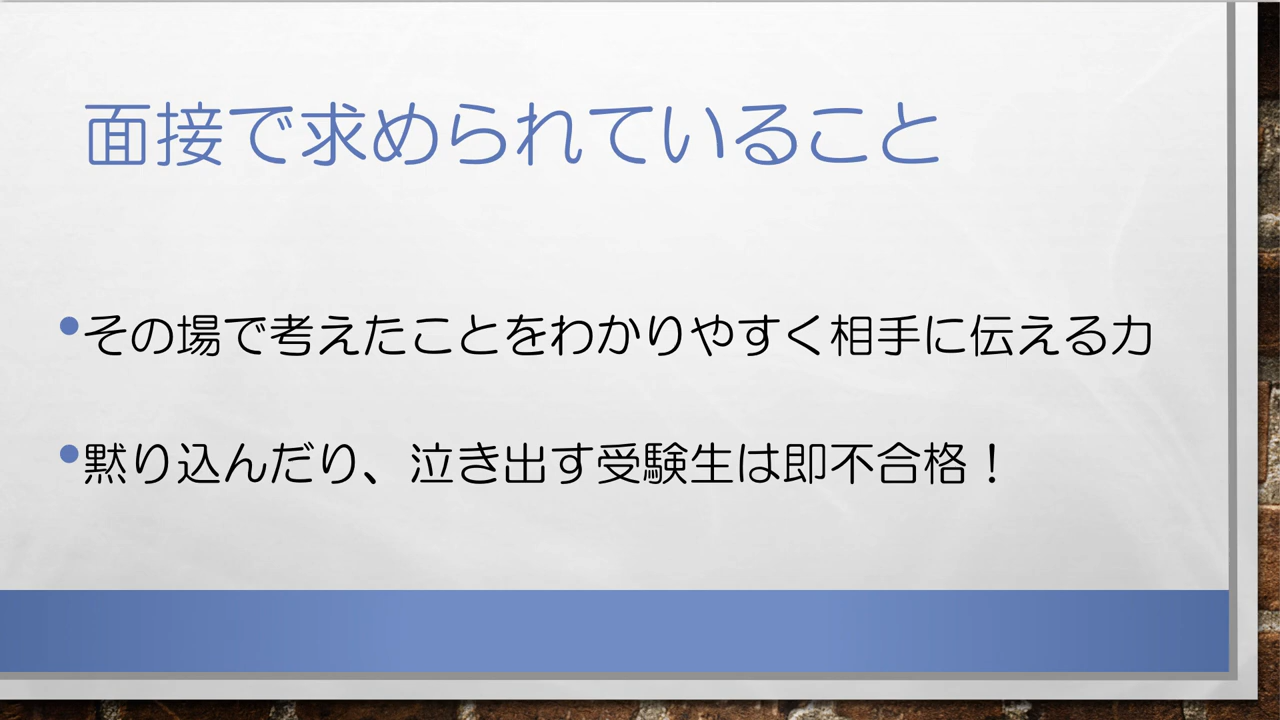 面接で求められていること
•その場で考えたことをわかりやすく相手に伝える力
•黙り込んだり、泣き出す受験生は即不合格！